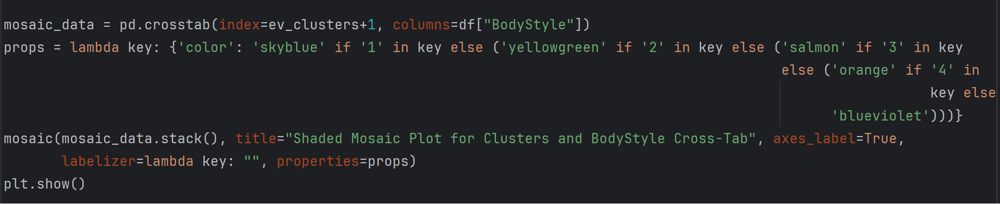 mosaic_data = pd.crosstab(index=ev_clusters+1, columns=df["BodyStyle"])
props = lambda key: {'color': 'skyblue' if '1' in key else ('yellowgreen' if '2' in key else ('salmon' if '3' in key
else ('orange' if '4' in
key else
'blueviolet')))}
mosaic(mosaic_data.stack(), title="Shaded Mosaic Plot for Clusters and BodyStyle Cross-Tab", axes_label=True,
labelizer=lambda key: "", properties=props)
plt.show()